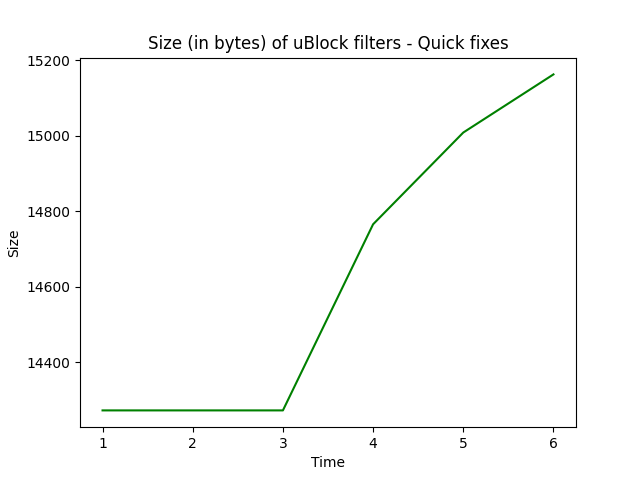 Size (in bytes) of uBlock filters - Quick fixes
15200
15000
14800
14600
14400
Size
1 2 3 4 5 6
Time